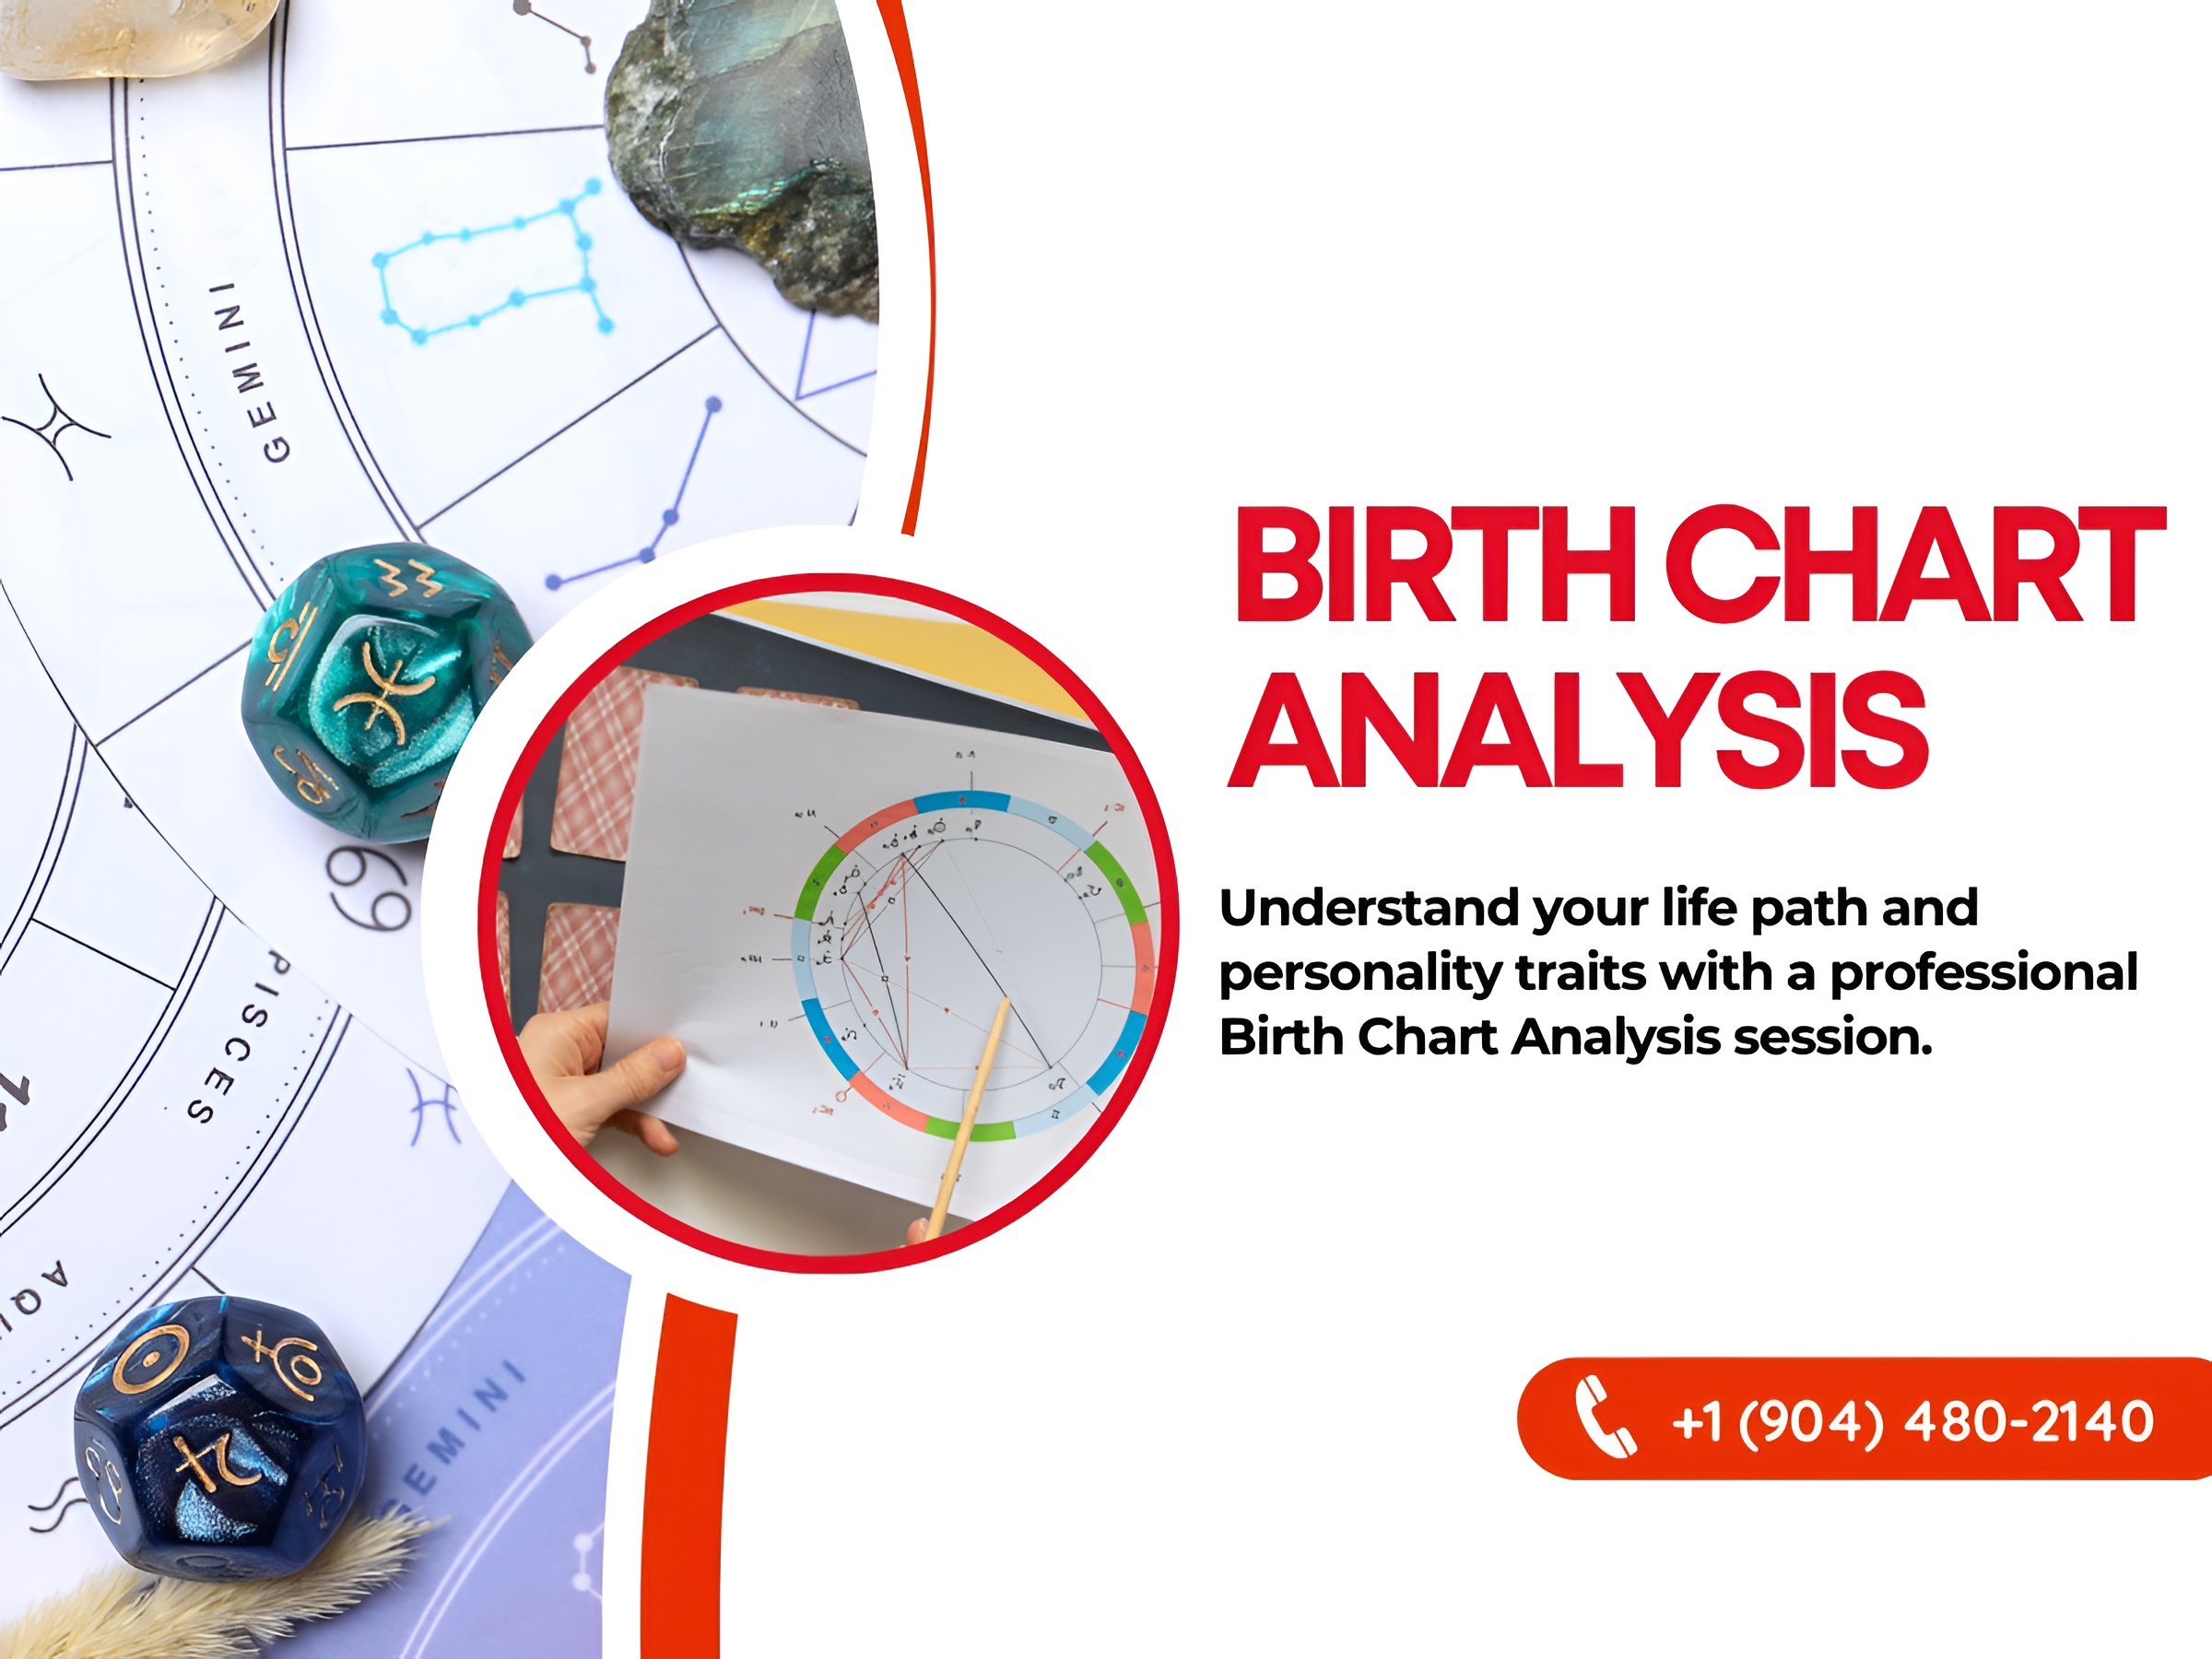 GEMINI
PISCES
GEMINI
BIRTH CHART
ANALYSIS
Understand your life path and
personality traits with a professional
Birth Chart Analysis session.
+1 (904) 480-2140